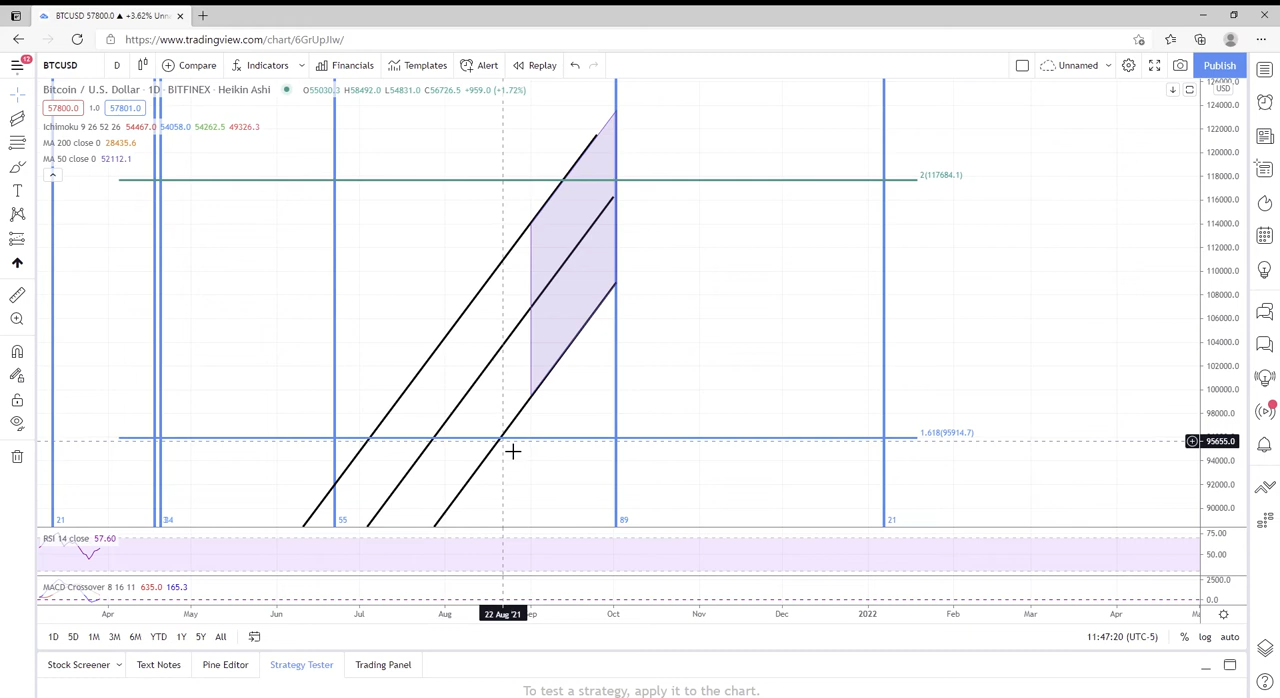 BTCUSD 57800.0 ▲ +3.62% Unn
https://www.tradingview.com/chart/6GrUpJIw/
12
BTCUSD D Compare Indicators Financials Templates Alert Replay Unnamed Publish
Bitcoin / U.S. Dollar · 1D · BITFINEX · Heikin Ashi O55030.3 H58492.0 L54831.0 C56726.5 +959.0 (+1.72%)
USD
57800.0 1.0 57801.0
Ichimoku 9 26 52 26 54467.0 54058.0 54262.5 49326.3
MA 200 close 0 28435.6
MA 50 close 0 52112.1
126000.0
124000.0
122000.0
120000.0
118000.0
2(117684.1)
116000.0
114000.0
112000.0
110000.0
108000.0
106000.0
104000.0
102000.0
100000.0
98000.0
1.618(95914.7)
95655.0
94000.0
92000.0
90000.0
21 34 55 89 21
RSI 14 close 57.60
75.00
50.00
MACD Crossover 8 16 11 635.0 165.3
2500.0
0.0
Apr May Jun Jul Aug 22 Aug '21 ep Oct Nov Dec 2022 Feb Mar Apr
1D 5D 1M 3M 6M YTD 1Y 5Y All 11:47:20 (UTC-5) % log auto
Stock Screener Text Notes Pine Editor Strategy Tester Trading Panel
To test a strategy, apply it to the chart.